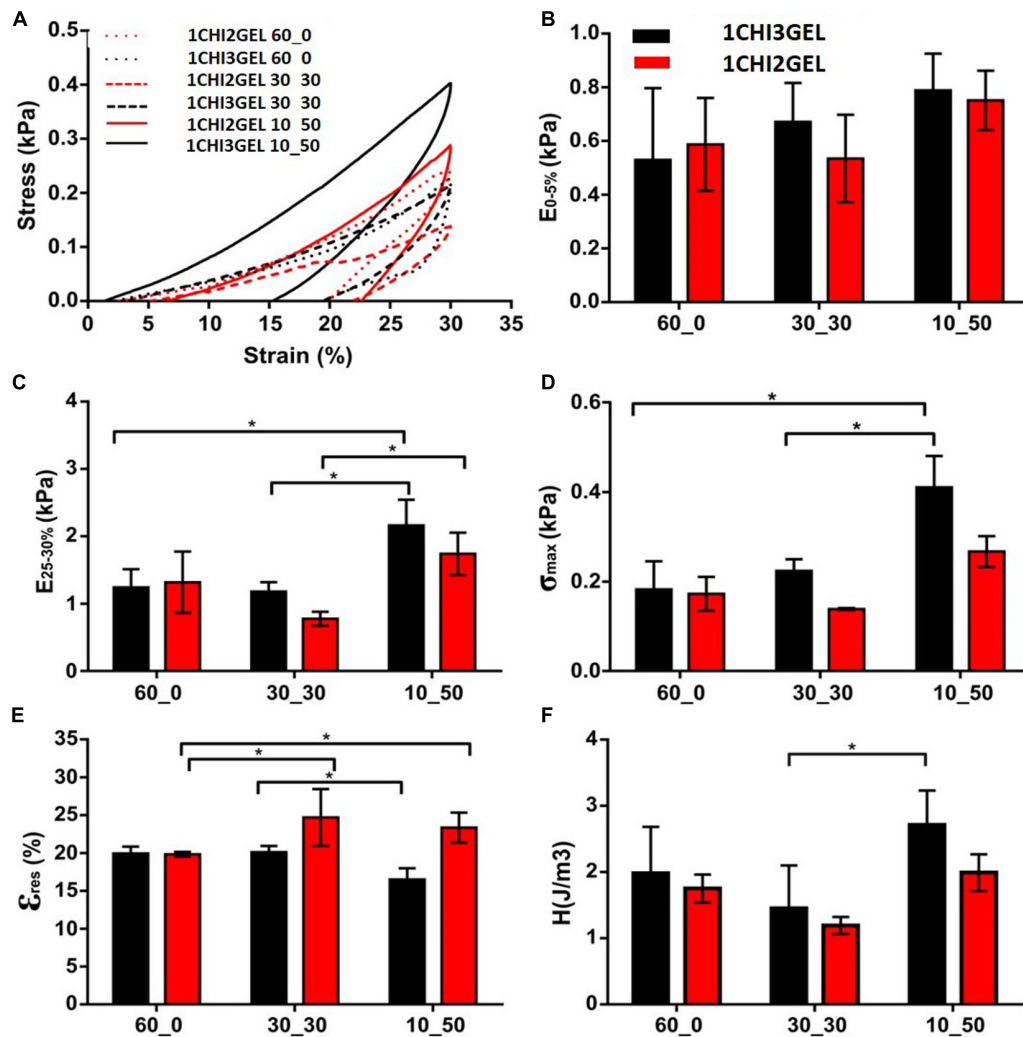 A
0.5
0.4
0.3
0.2
0.1
0.0
Stress (kPa)
1CHI2GEL 60_0
1CHI3GEL 60 0
1CHI2GEL 30 30
1CHI3GEL 30 30
1CHI2GEL 10 50
1CHI3GEL 10_50
0 5 10 15 20 25 30 35
Strain (%)
B
1.0
0.8
0.6
0.4
0.2
0.0
E0-5% (kPa)
1CHI3GEL
1CHI2GEL
60_0 30_30 10_50
C
4
3
2
1
0
E25-30% (kPa)
* 
*
*
60_0 30_30 10_50
D
0.6
0.4
0.2
0.0
σmax (kPa)
*
*
60_0 30_30 10_50
E
35
30
25
20
15
10
5
0
εres (%)
*
*
*
60_0 30_30 10_50
F
4
3
2
1
0
H(J/m3)
*
60_0 30_30 10_50